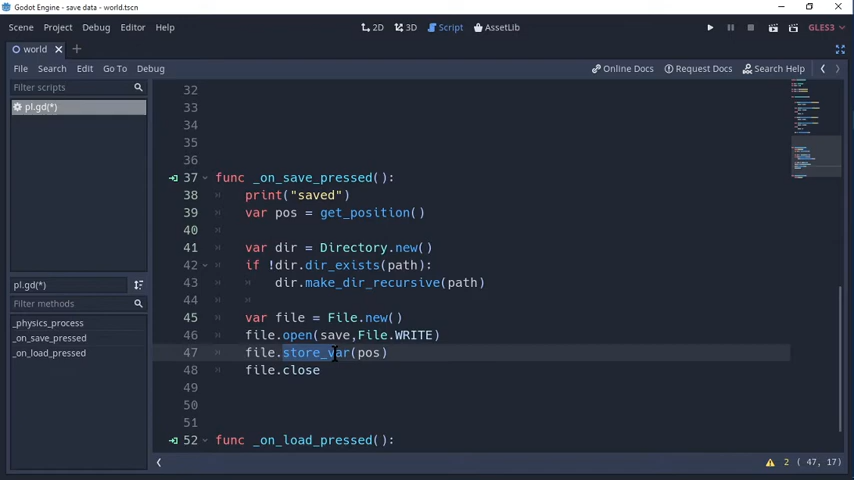 Godot Engine - save data - world.tscn
Scene Project Debug Editor Help
2D 3D Script AssetLib
GLES3
world
File Search Edit Go To Debug
Online Docs Request Docs Search Help
Filter scripts
pl.gd(*)
pl.gd(*)
Filter methods
_physics_process
_on_save_pressed
_on_load_pressed
32
33
34
35
36
37 func _on_save_pressed():
38 print("saved")
39 var pos = get_position()
40
41 var dir = Directory.new()
42 if !dir.dir_exists(path):
43 dir.make_dir_recursive(path)
44
45 var file = File.new()
46 file.open(save,File.WRITE)
47 file.store_var(pos)
48 file.close
49
50
51
52 func _on_load_pressed():
2 ( 47, 17)